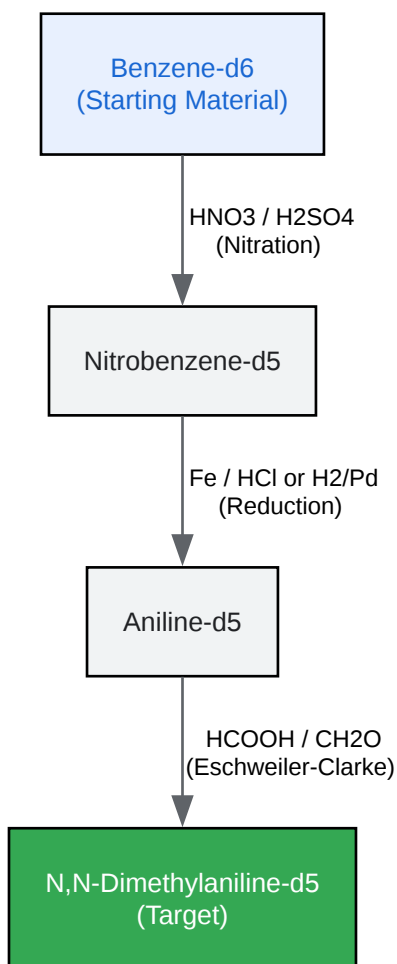 Benzene-d6
(Starting Material)
HNO3 / H2SO4
(Nitration)
Nitrobenzene-d5
Fe / HCl or H2/Pd
(Reduction)
Aniline-d5
HCOOH / CH2O
(Eschweiler-Clarke)
N,N-Dimethylaniline-d5
(Target)